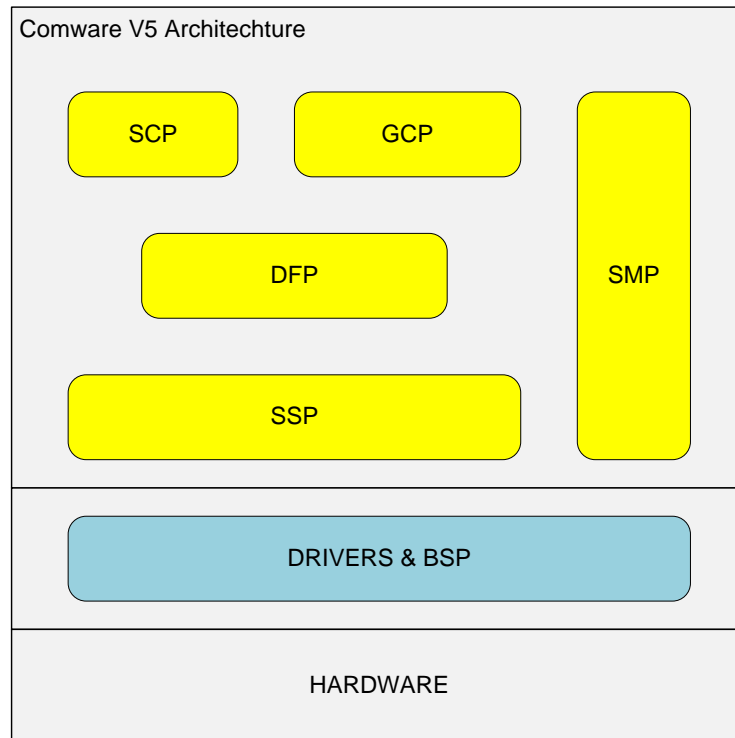 Comware V5 Architechture
SCP
GCP
DFP
SMP
SSP
DRIVERS & BSP
HARDWARE